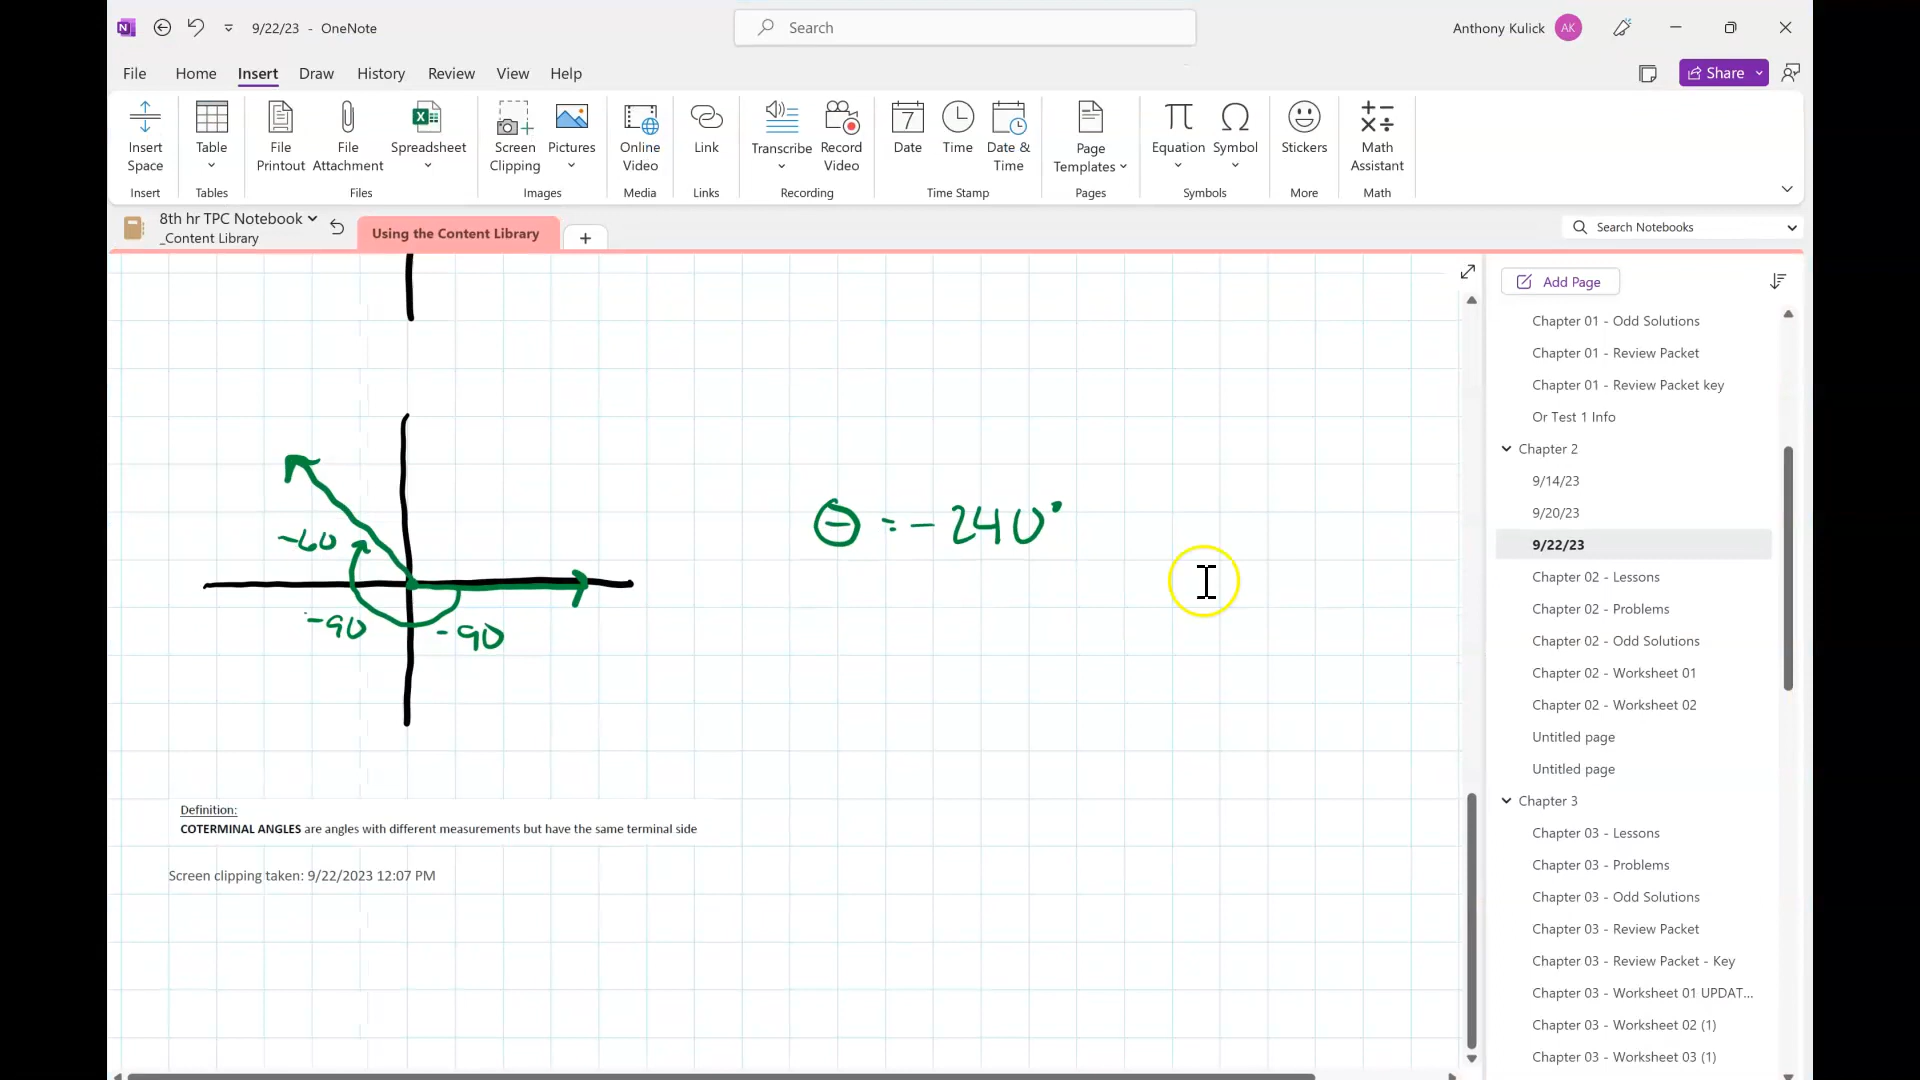 9/22/23 - OneNote
Search
Anthony Kulick AK
File Home Insert Draw History Review View Help
Share
Insert Space
Table
File Printout
File Attachment
Spreadsheet
Screen Clipping
Pictures
Online Video
Link
Transcribe
Record Video
7
Date
Time
Date & Time
Page Templates
Equation
Symbol
Stickers
Math Assistant
Insert Tables Files Images Media Links Recording Time Stamp Pages Symbols More Math
8th hr TPC Notebook
_Content Library
Using the Content Library
Search Notebooks
-60
-90
-90
Θ = -240°
Definition:
COTERMINAL ANGLES are angles with different measurements but have the same terminal side
Screen clipping taken: 9/22/2023 12:07 PM
Add Page
Chapter 01 - Odd Solutions
Chapter 01 - Review Packet
Chapter 01 - Review Packet key
Or Test 1 Info
Chapter 2
9/14/23
9/20/23
9/22/23
Chapter 02 - Lessons
Chapter 02 - Problems
Chapter 02 - Odd Solutions
Chapter 02 - Worksheet 01
Chapter 02 - Worksheet 02
Untitled page
Untitled page
Chapter 3
Chapter 03 - Lessons
Chapter 03 - Problems
Chapter 03 - Odd Solutions
Chapter 03 - Review Packet
Chapter 03 - Review Packet - Key
Chapter 03 - Worksheet 01 UPDAT...
Chapter 03 - Worksheet 02 (1)
Chapter 03 - Worksheet 03 (1)